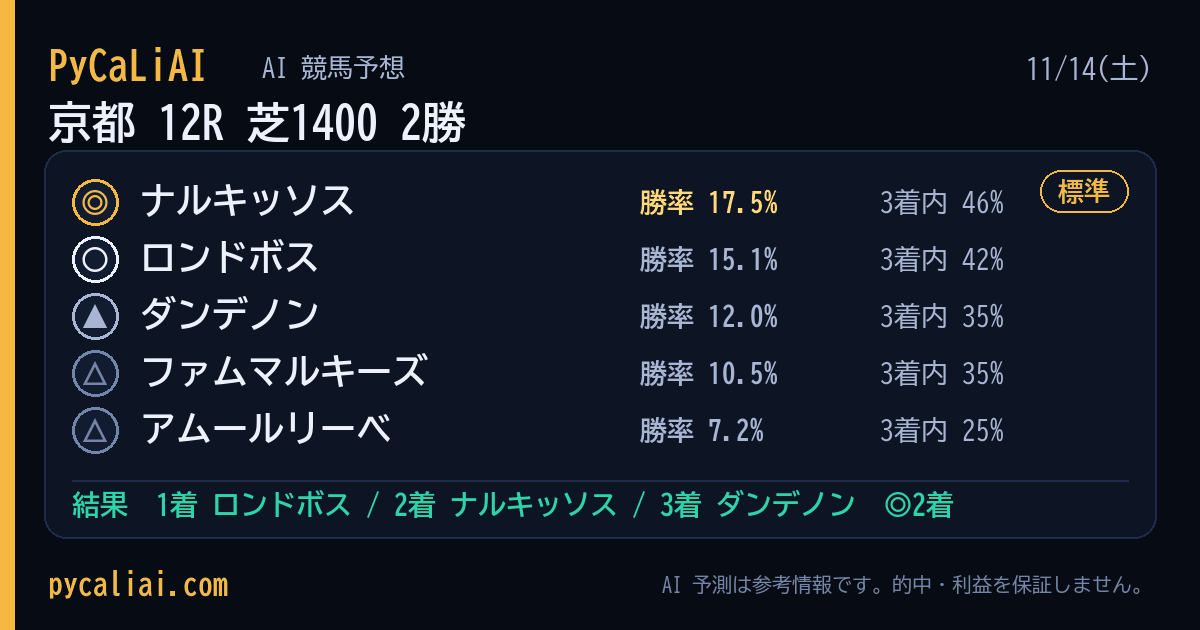 PyCaLiAI AI 競馬予想 11/14(土)
京都 12R 芝1400 2勝
◎ ナルキッソス 勝率 17.5% 3着内 46% 標準
○ ロンドボス 勝率 15.1% 3着内 42%
▲ ダンデノン 勝率 12.0% 3着内 35%
△ ファムマルキーズ 勝率 10.5% 3着内 35%
△ アムールリーベ 勝率 7.2% 3着内 25%
結果 1着 ロンドボス / 2着 ナルキッソス / 3着 ダンデノン ◎2着
pycaliai.com AI 予測は参考情報です。的中・利益を保証しません。